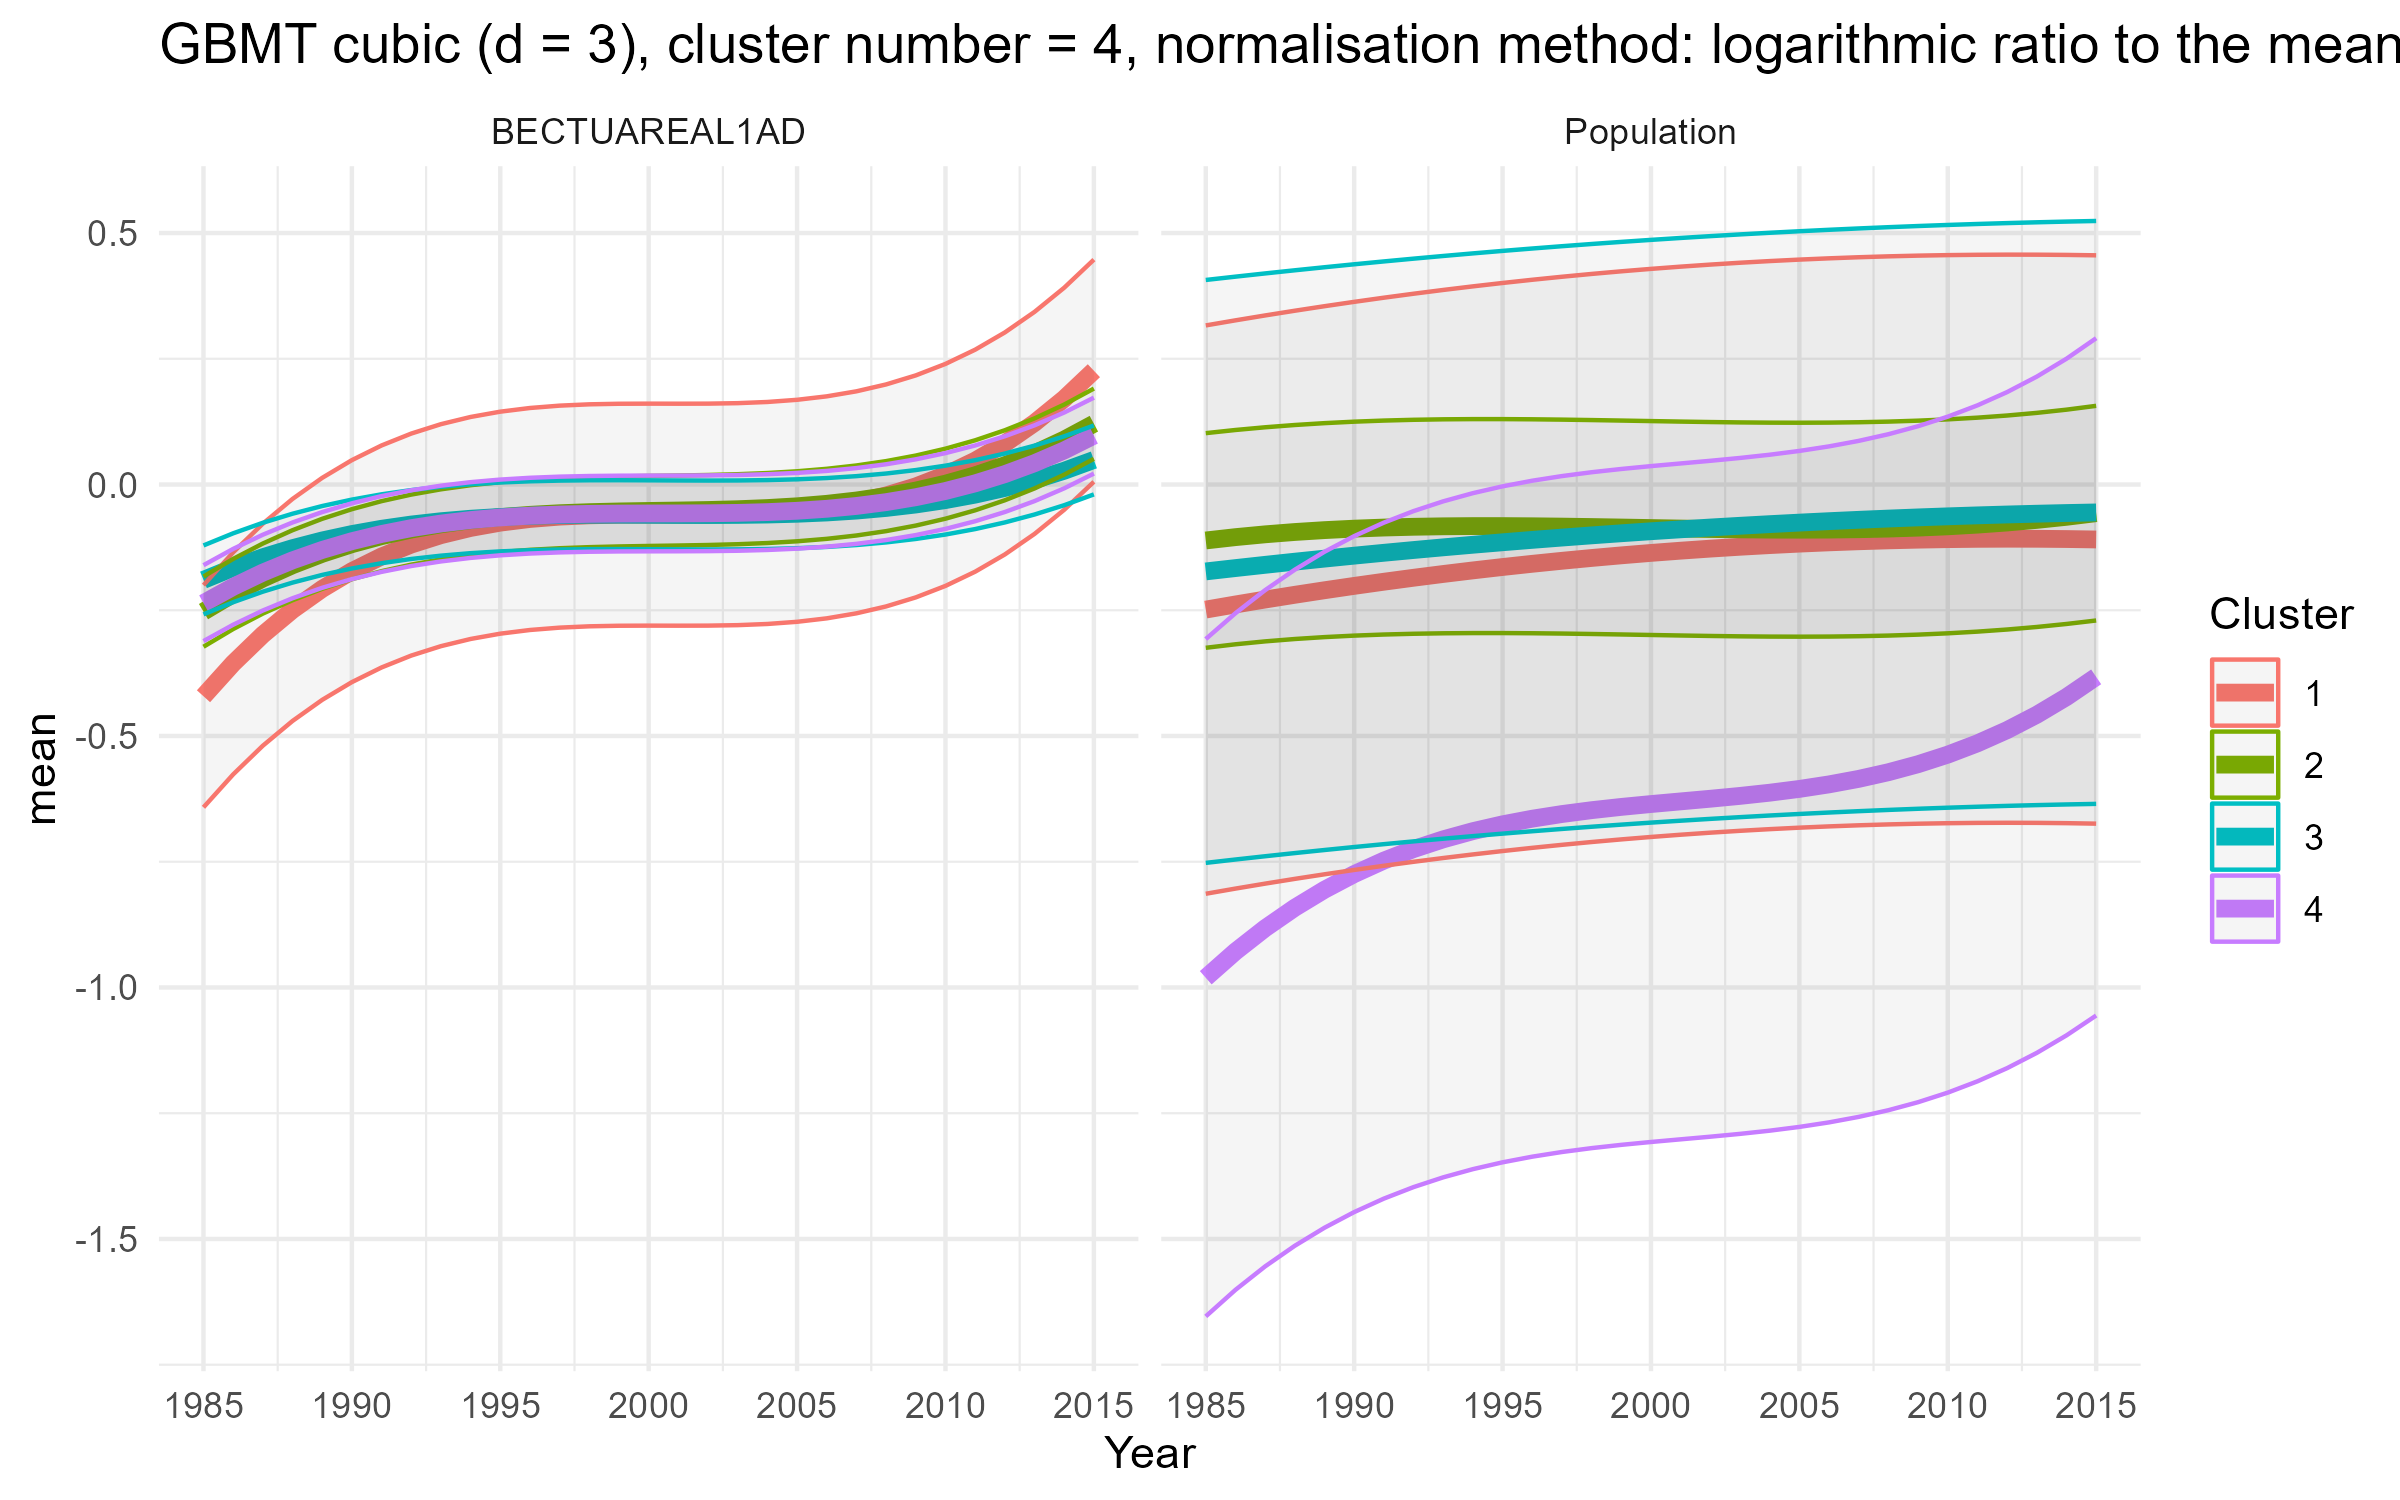 GBMT cubic (d = 3), cluster number = 4, normalisation method: logarithmic ratio to the mean
BECTUAREAL1AD
Population
0.5
0.0
-0.5
-1.0
-1.5
mean
1985 1990 1995 2000 2005 2010 2015
1985 1990 1995 2000 2005 2010 2015
Year
Cluster
1
2
3
4